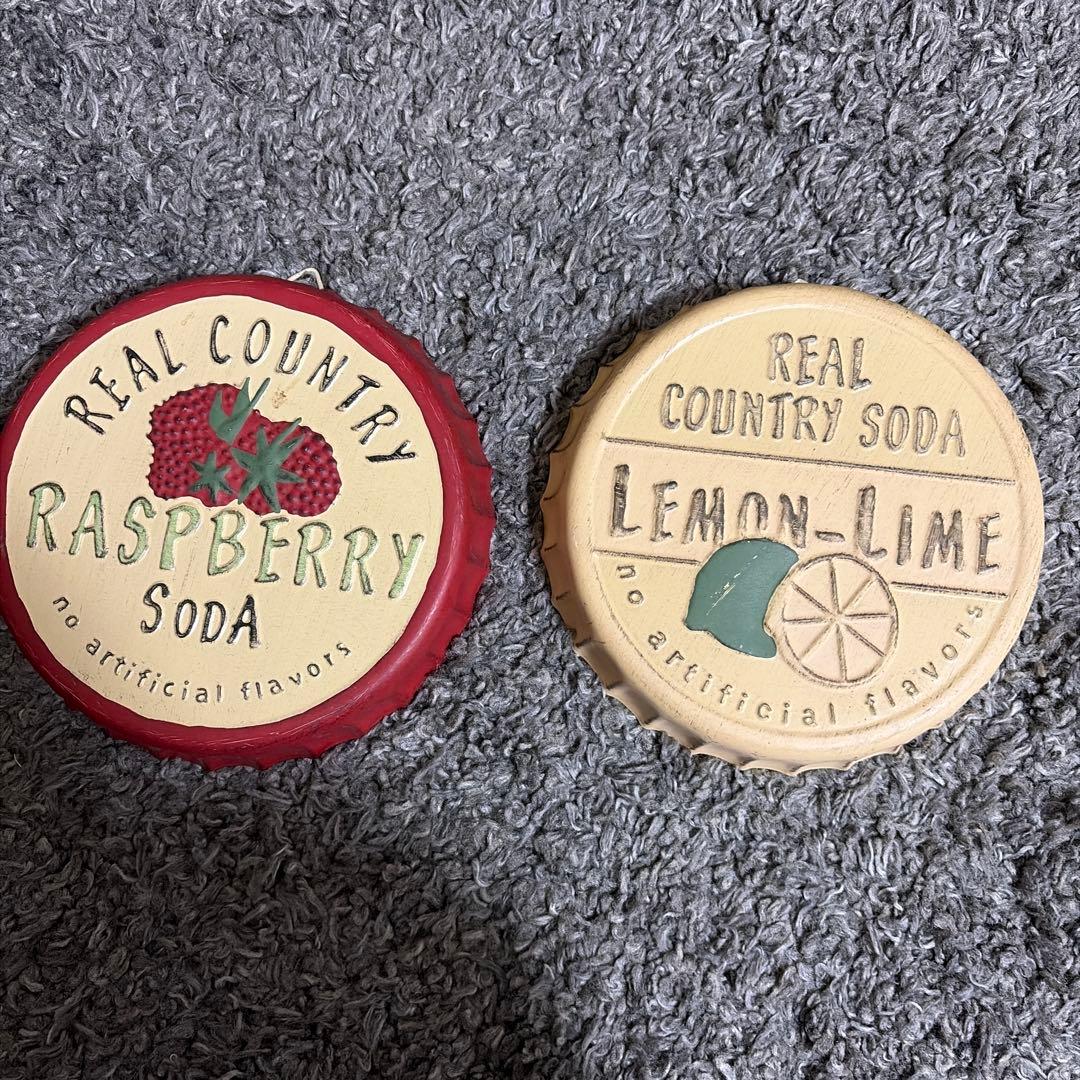 REAL COUNTRY
RASPBERRY
SODA
no artificial flavors
REAL
COUNTRY SODA
LEMON-LIME
no artificial flavors